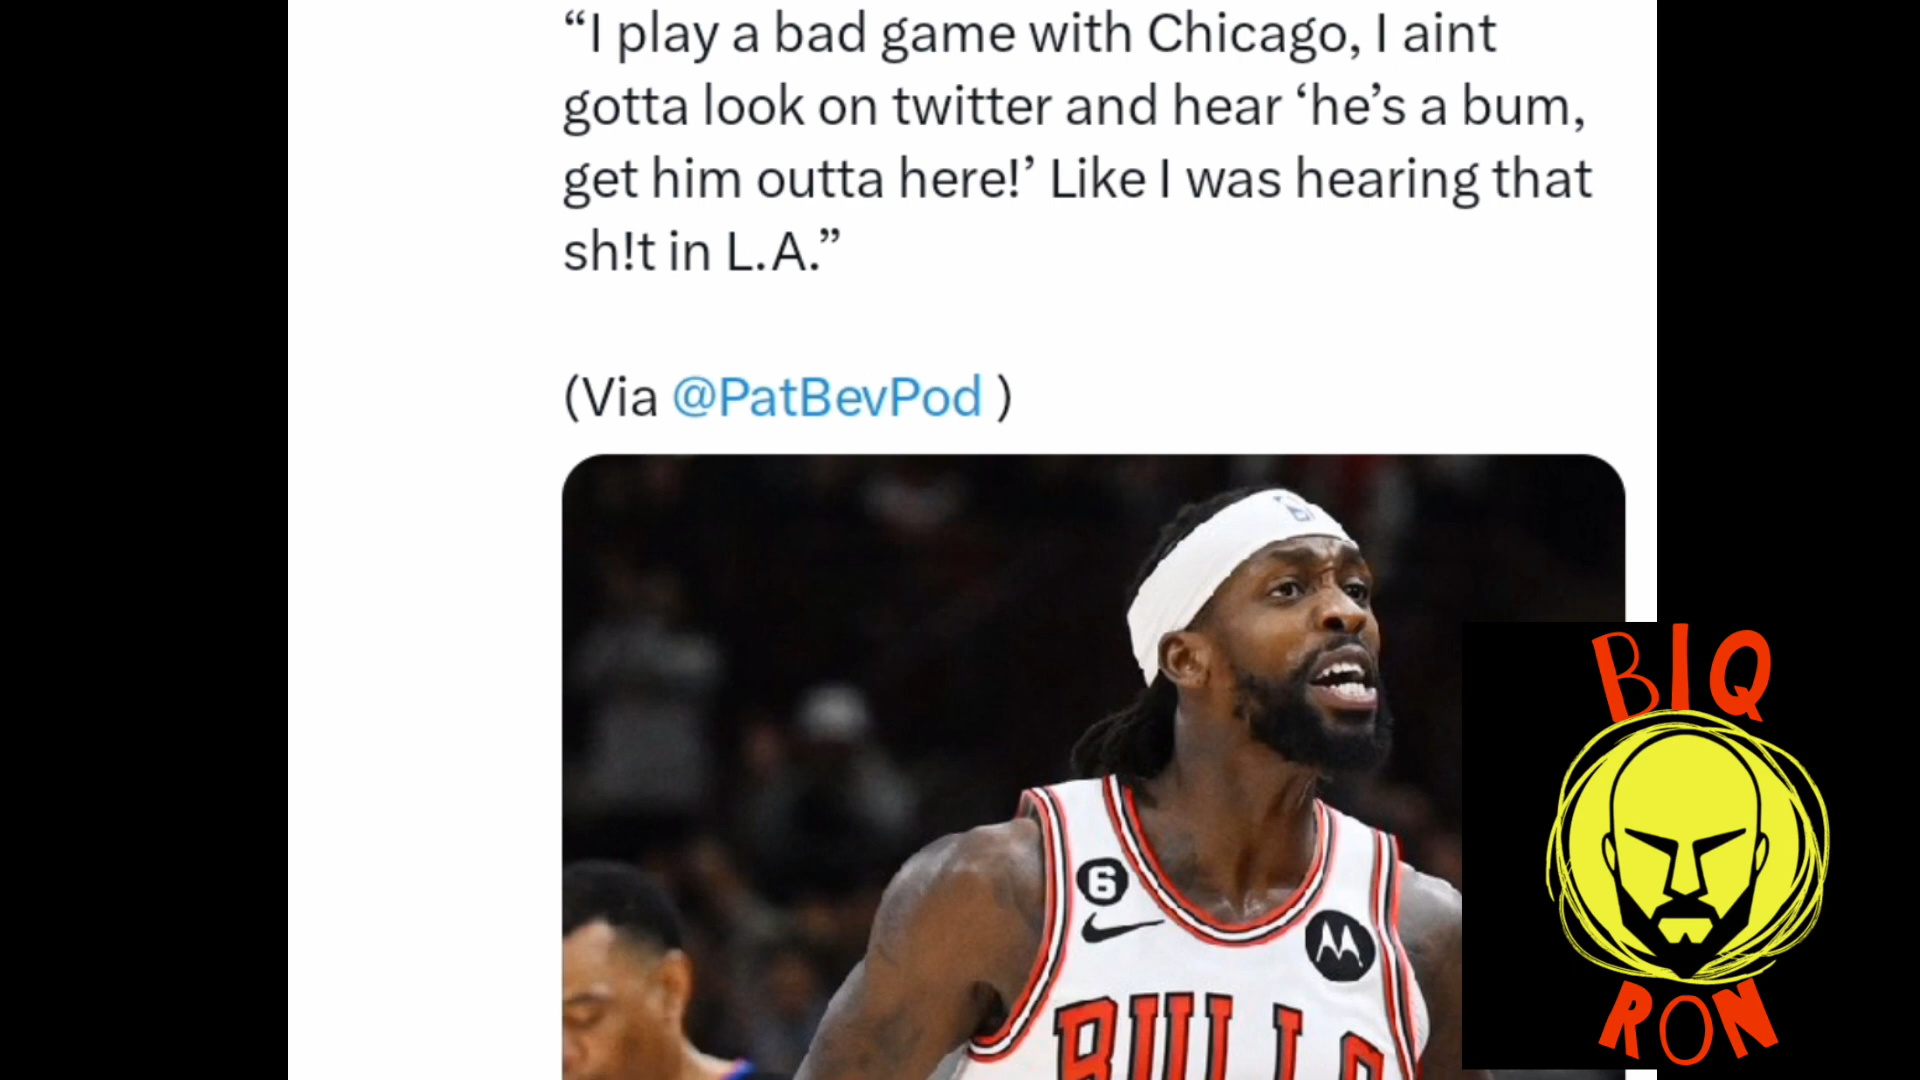 “I play a bad game with Chicago, I aint
gotta look on twitter and hear ‘he’s a bum,
get him outta here!’ Like I was hearing that
sh!t in L.A.”
(Via @PatBevPod )
6
BULLS
BIQ
RON